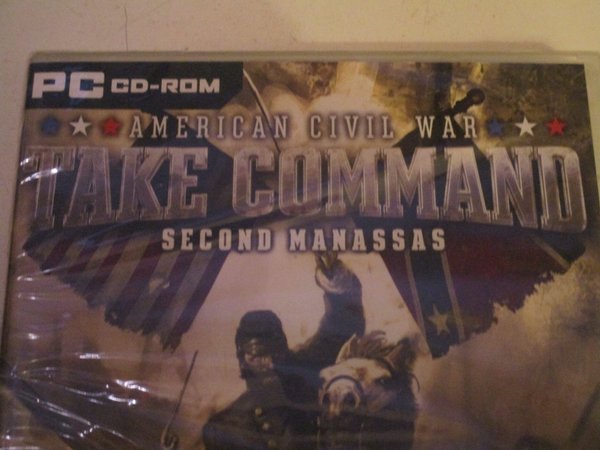 PC CD-ROM
AMERICAN CIVIL WAR
TAKE COMMAND
SECOND MANASSAS